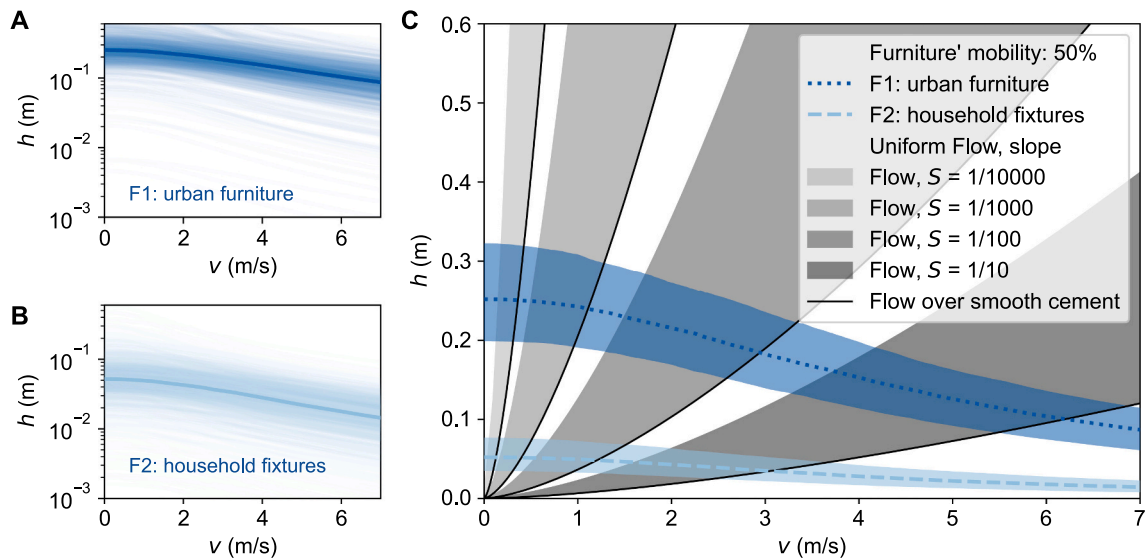 A
10⁻¹
10⁻²
10⁻³
h (m)
F1: urban furniture
0 2 4 6
v (m/s)
B
10⁻¹
10⁻²
10⁻³
h (m)
F2: household fixtures
0 2 4 6
v (m/s)
C
0.6
0.5
0.4
0.3
0.2
0.1
0.0
h (m)
Furniture' mobility: 50%
F1: urban furniture
F2: household fixtures
Uniform Flow, slope
Flow, S = 1/10000
Flow, S = 1/1000
Flow, S = 1/100
Flow, S = 1/10
Flow over smooth cement
0 1 2 3 4 5 6 7
v (m/s)